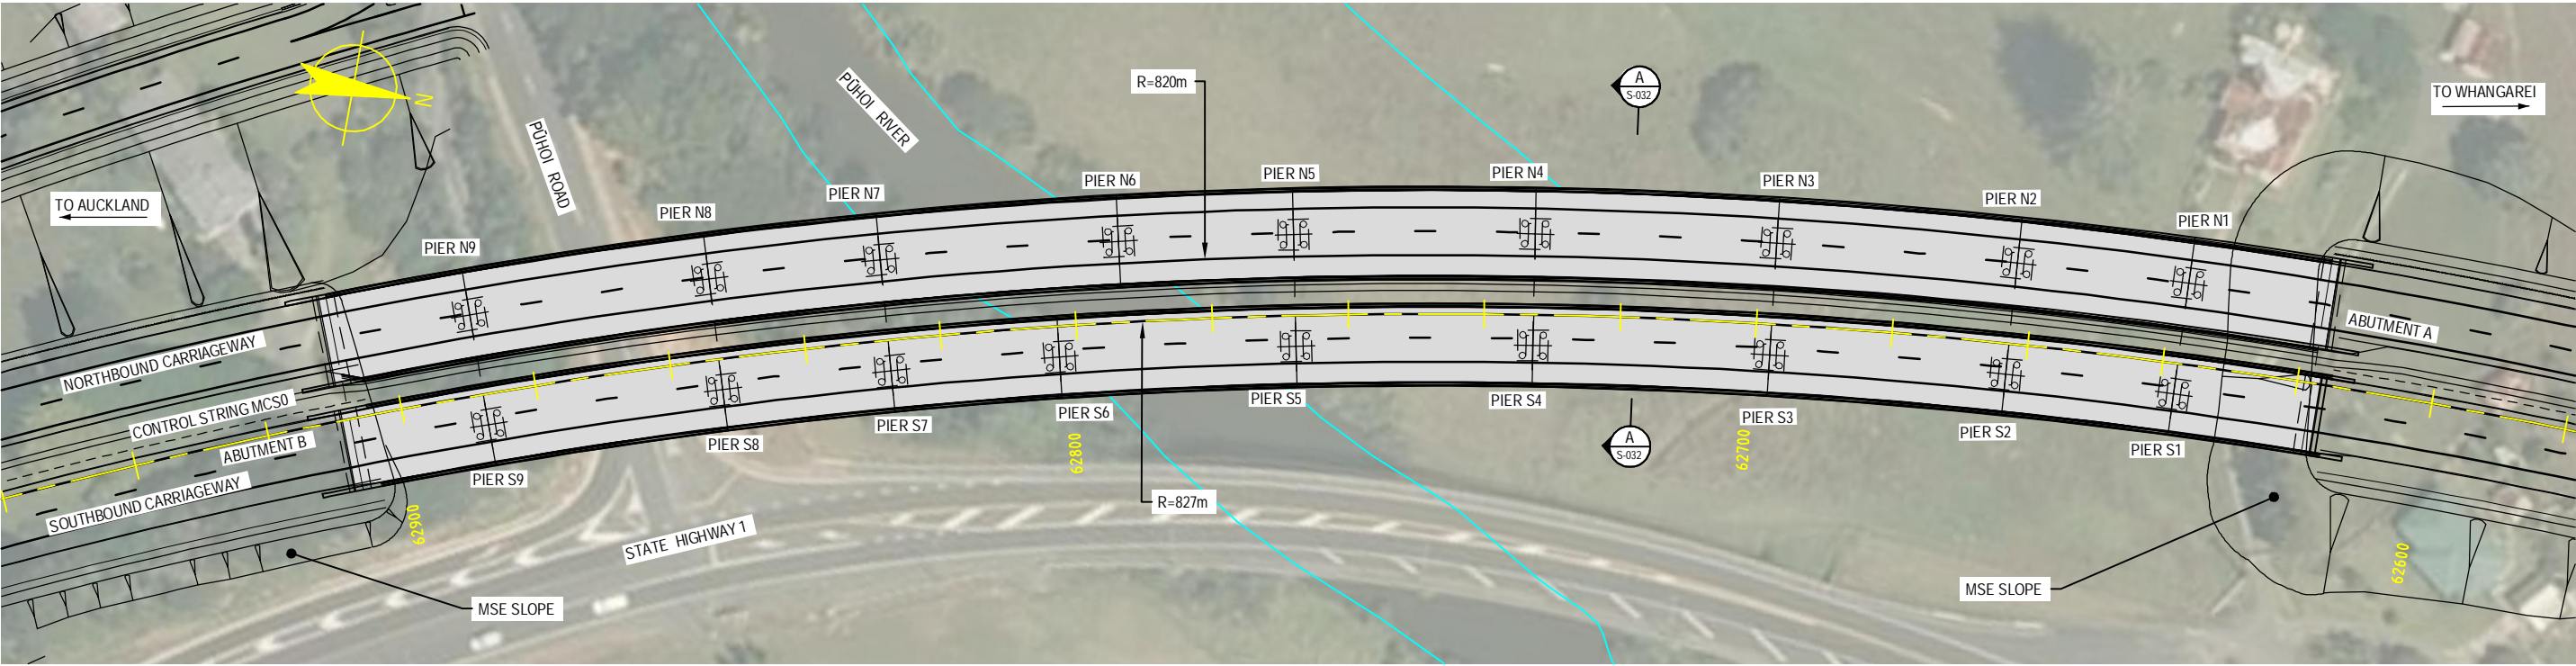 N
PŪHOI ROAD
PŪHOI RIVER
R=820m
A
S-032
TO WHANGAREI
TO AUCKLAND
PIER N9
PIER N8
PIER N7
PIER N6
PIER N5
PIER N4
PIER N3
PIER N2
PIER N1
ABUTMENT A
NORTHBOUND CARRIAGEWAY
CONTROL STRING MCS0
ABUTMENT B
SOUTHBOUND CARRIAGEWAY
PIER S9
PIER S8
PIER S7
PIER S6
PIER S5
PIER S4
PIER S3
PIER S2
PIER S1
A
S-032
62900
62800
62700
62600
R=827m
STATE HIGHWAY 1
MSE SLOPE
MSE SLOPE